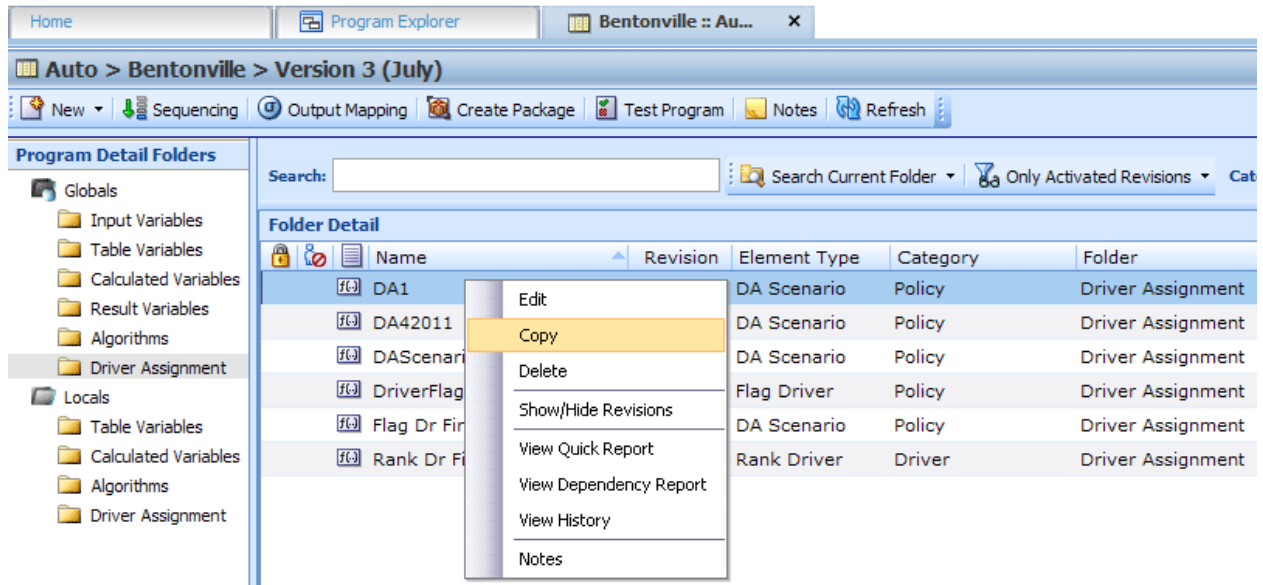 Home Program Explorer Bentonville :: Au... x
Auto > Bentonville > Version 3 (July)
New Sequencing Output Mapping Create Package Test Program Notes Refresh
Program Detail Folders
Globals
Input Variables
Table Variables
Calculated Variables
Result Variables
Algorithms
Driver Assignment
Locals
Table Variables
Calculated Variables
Algorithms
Driver Assignment
Search: Search Current Folder Only Activated Revisions Cat
Folder Detail
Name Revision Element Type Category Folder
f(.) DA1 DA Scenario Policy Driver Assignment
f(.) DA42011 DA Scenario Policy Driver Assignment
f(.) DAScenari DA Scenario Policy Driver Assignment
f(.) DriverFlag Flag Driver Policy Driver Assignment
f(.) Flag Dr Fir DA Scenario Policy Driver Assignment
f(.) Rank Dr Fi Rank Driver Driver Driver Assignment
Edit
Copy
Delete
Show/Hide Revisions
View Quick Report
View Dependency Report
View History
Notes